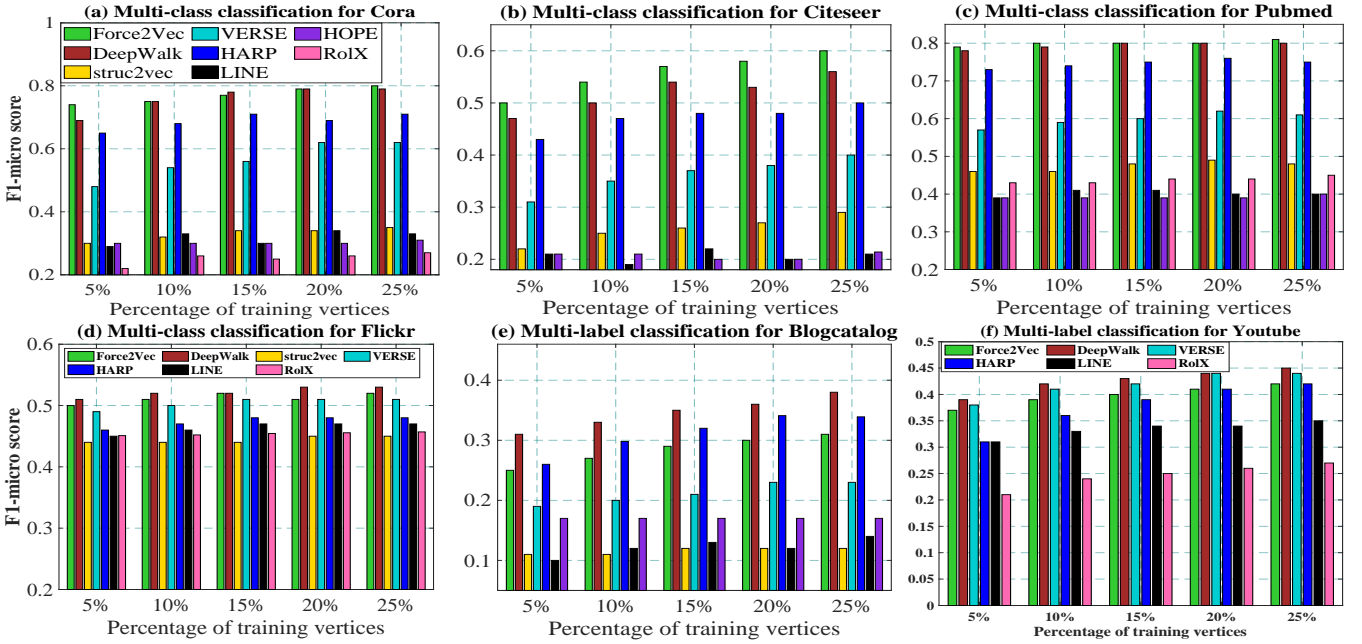 (a) Multi-class classification for Cora
1
0.8
0.6
0.4
0.2
F1-micro score
Force2Vec
DeepWalk
struc2vec
VERSE
HARP
LINE
HOPE
RolX
5% 10% 15% 20% 25%
Percentage of training vertices
(b) Multi-class classification for Citeseer
0.6
0.5
0.4
0.3
0.2
5% 10% 15% 20% 25%
Percentage of training vertices
(c) Multi-class classification for Pubmed
0.8
0.7
0.6
0.5
0.4
0.3
0.2
5% 10% 15% 20% 25%
Percentage of training vertices
(d) Multi-class classification for Flickr
0.6
0.5
0.4
0.3
0.2
F1-micro score
Force2Vec DeepWalk struc2vec VERSE
HARP LINE RolX
5% 10% 15% 20% 25%
Percentage of training vertices
(e) Multi-label classification for Blogcatalog
0.4
0.3
0.2
0.1
5% 10% 15% 20% 25%
Percentage of training vertices
(f) Multi-label classification for Youtube
0.5
0.45
0.4
0.35
0.3
0.25
0.2
0.15
0.1
0.05
0
Force2Vec DeepWalk VERSE
HARP LINE RolX
5% 10% 15% 20% 25%
Percentage of training vertices